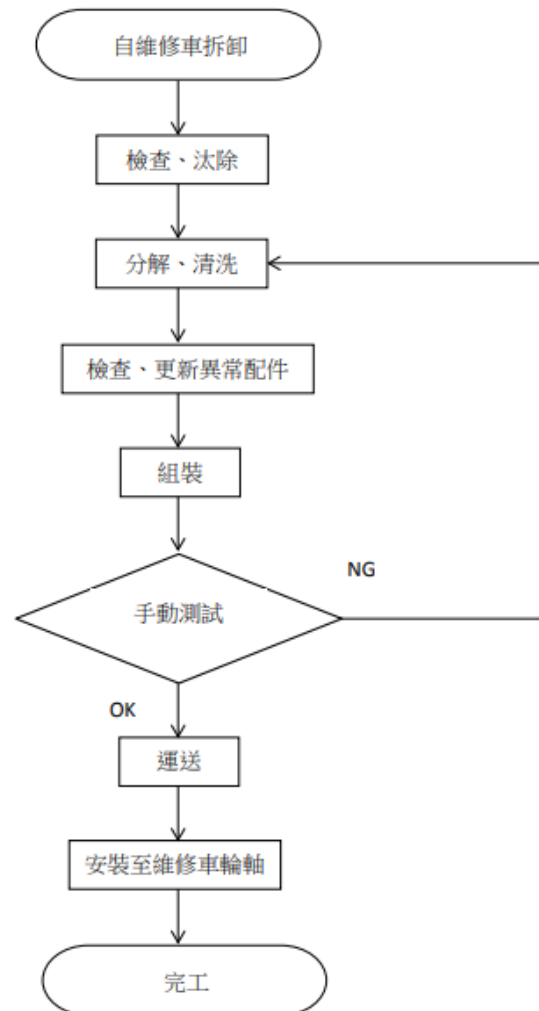 自維修車拆卸
檢查、汰除
分解、清洗
檢查、更新異常配件
組裝
手動測試
NG
OK
運送
安裝至維修車輪軸
完工